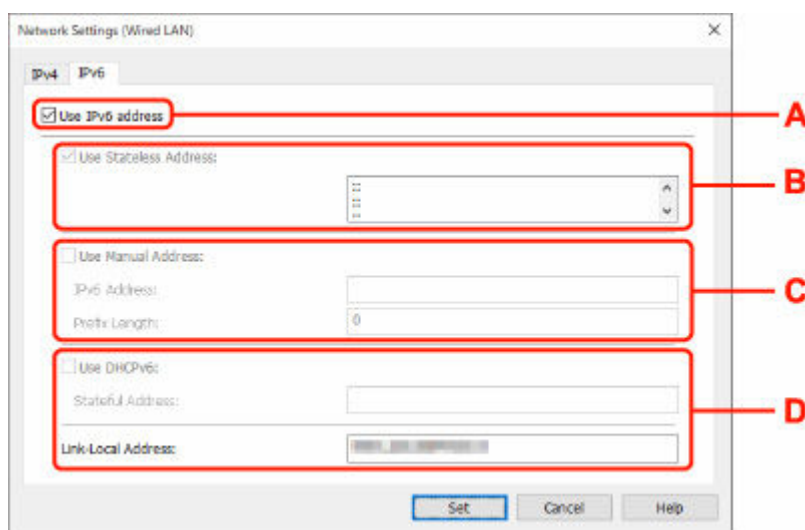 Network Settings (Wired LAN)
IPv4 IPv6
Use IPv6 address
A
Use Stateless Address:
::
::
::
B
Use Manual Address:
IPv6 Address:
Prefix Length: 0
C
Use DHCPv6:
Stateful Address:
D
Link-Local Address:
Set Cancel Help